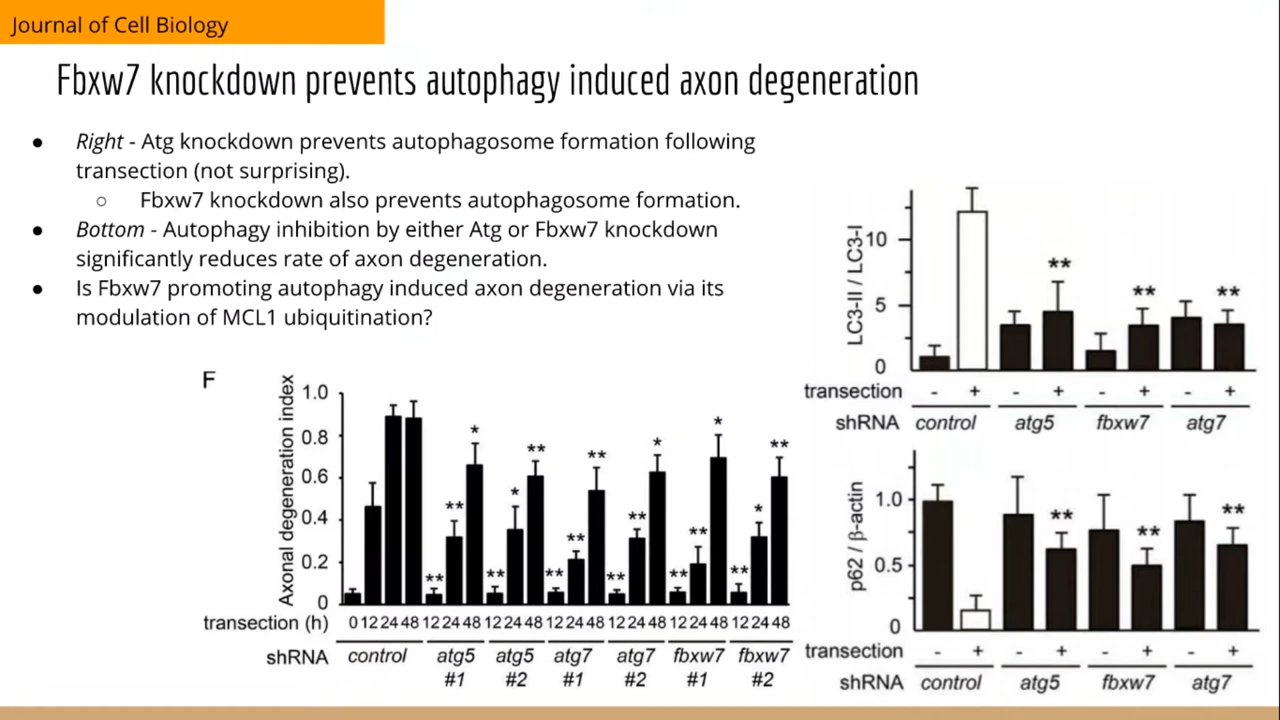 Journal of Cell Biology
Fbxw7 knockdown prevents autophagy induced axon degeneration
● Right - Atg knockdown prevents autophagosome formation following
transection (not surprising).
○ Fbxw7 knockdown also prevents autophagosome formation.
● Bottom - Autophagy inhibition by either Atg or Fbxw7 knockdown
significantly reduces rate of axon degeneration.
● Is Fbxw7 promoting autophagy induced axon degeneration via its
modulation of MCL1 ubiquitination?
F
Axonal degeneration index
1.0
0.8
0.6
0.4
0.2
0
* ** ** * * **
** * ** ** ** *
** ** ** ** ** **
transection (h) 0 12 24 48 12 24 48 12 24 48 12 24 48 12 24 48 12 24 48 12 24 48
shRNA control atg5 atg5 atg7 atg7 fbxw7 fbxw7
#1 #2 #1 #2 #1 #2
LC3-II / LC3-I
10
5
0
** ** **
transection - + - + - + - +
shRNA control atg5 fbxw7 atg7
p62 / β-actin
1.0
0.5
0
** ** **
transection - + - + - + - +
shRNA control atg5 fbxw7 atg7